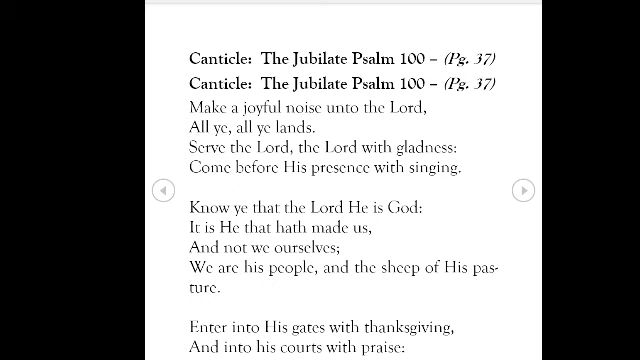 Canticle:  The Jubilate Psalm 100 – (Pg. 37)
Canticle:  The Jubilate Psalm 100 – (Pg. 37)
Make a joyful noise unto the Lord,
All ye, all ye lands.
Serve the Lord, the Lord with gladness:
Come before His presence with singing.

Know ye that the Lord He is God:
It is He that hath made us,
And not we ourselves;
We are his people, and the sheep of His pas-
ture.

Enter into His gates with thanksgiving,
And into his courts with praise: